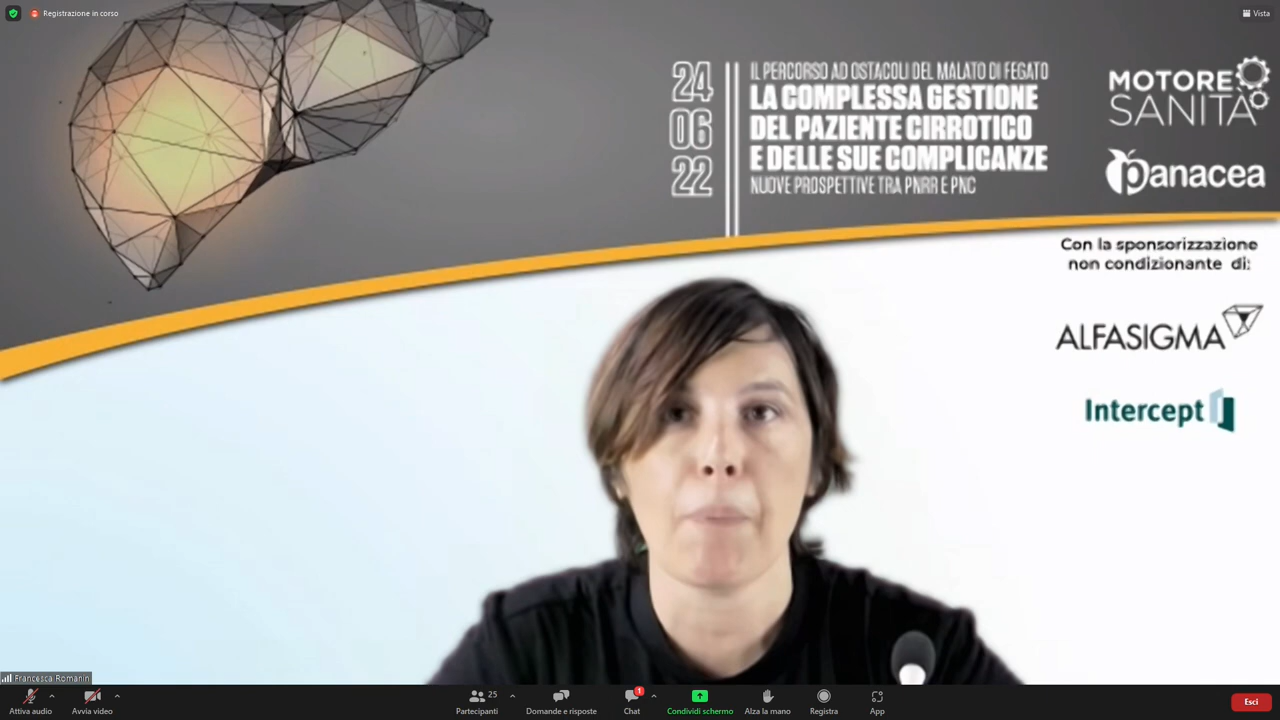 Registrazione in corso
Vista
24
06
22
IL PERCORSO AD OSTACOLI DEL MALATO DI FEGATO
LA COMPLESSA GESTIONE
DEL PAZIENTE CIRROTICO
E DELLE SUE COMPLICANZE
NUOVE PROSPETTIVE TRA PNRR E PNC
MOTORE
SANITÀ
panacea
Con la sponsorizzazione
non condizionante di:
ALFASIGMA
Intercept
Francesca Romanin
Attiva audio
Avvia video
Partecipanti
25
Domande e risposte
Chat
1
Condividi schermo
Alza la mano
Registra
App
Esci